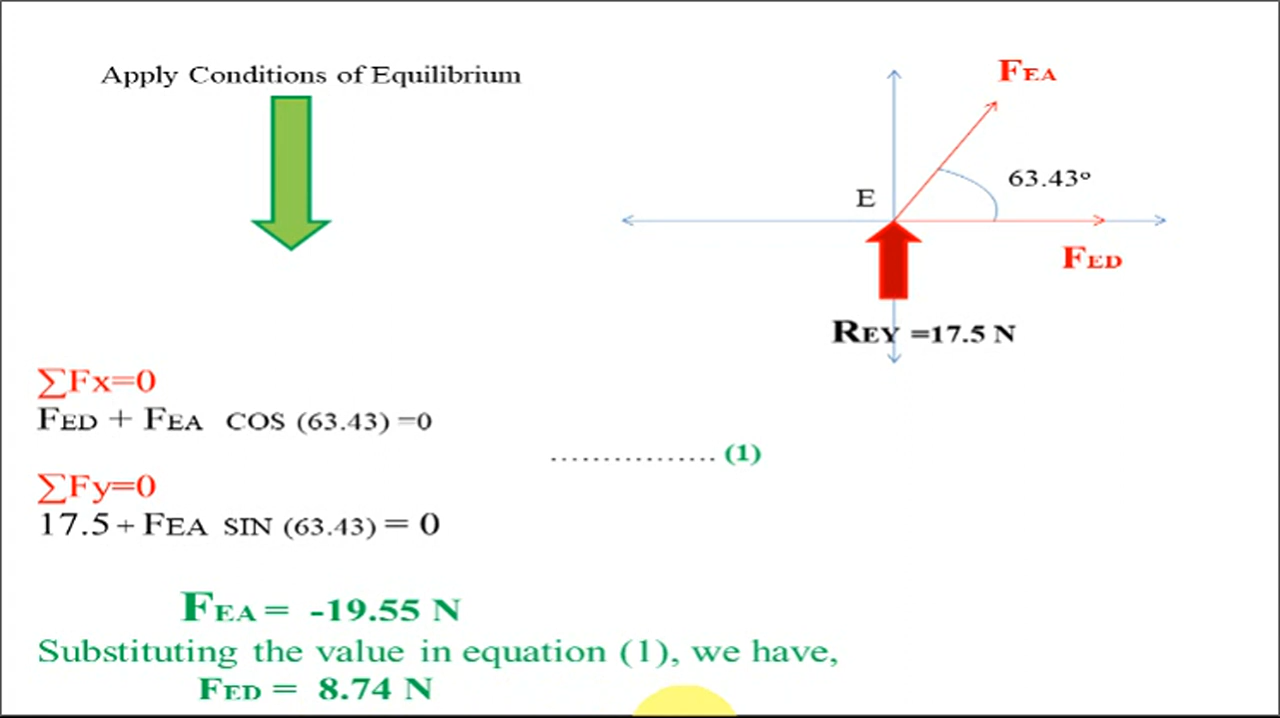 Apply Conditions of Equilibrium
FEA
63.43o
E
FED
REY =17.5 N
∑Fx=0
FED + FEA COS (63.43) =0
................ (1)
∑Fy=0
17.5 + FEA SIN (63.43) = 0
FEA = -19.55 N
Substituting the value in equation (1), we have,
FED = 8.74 N